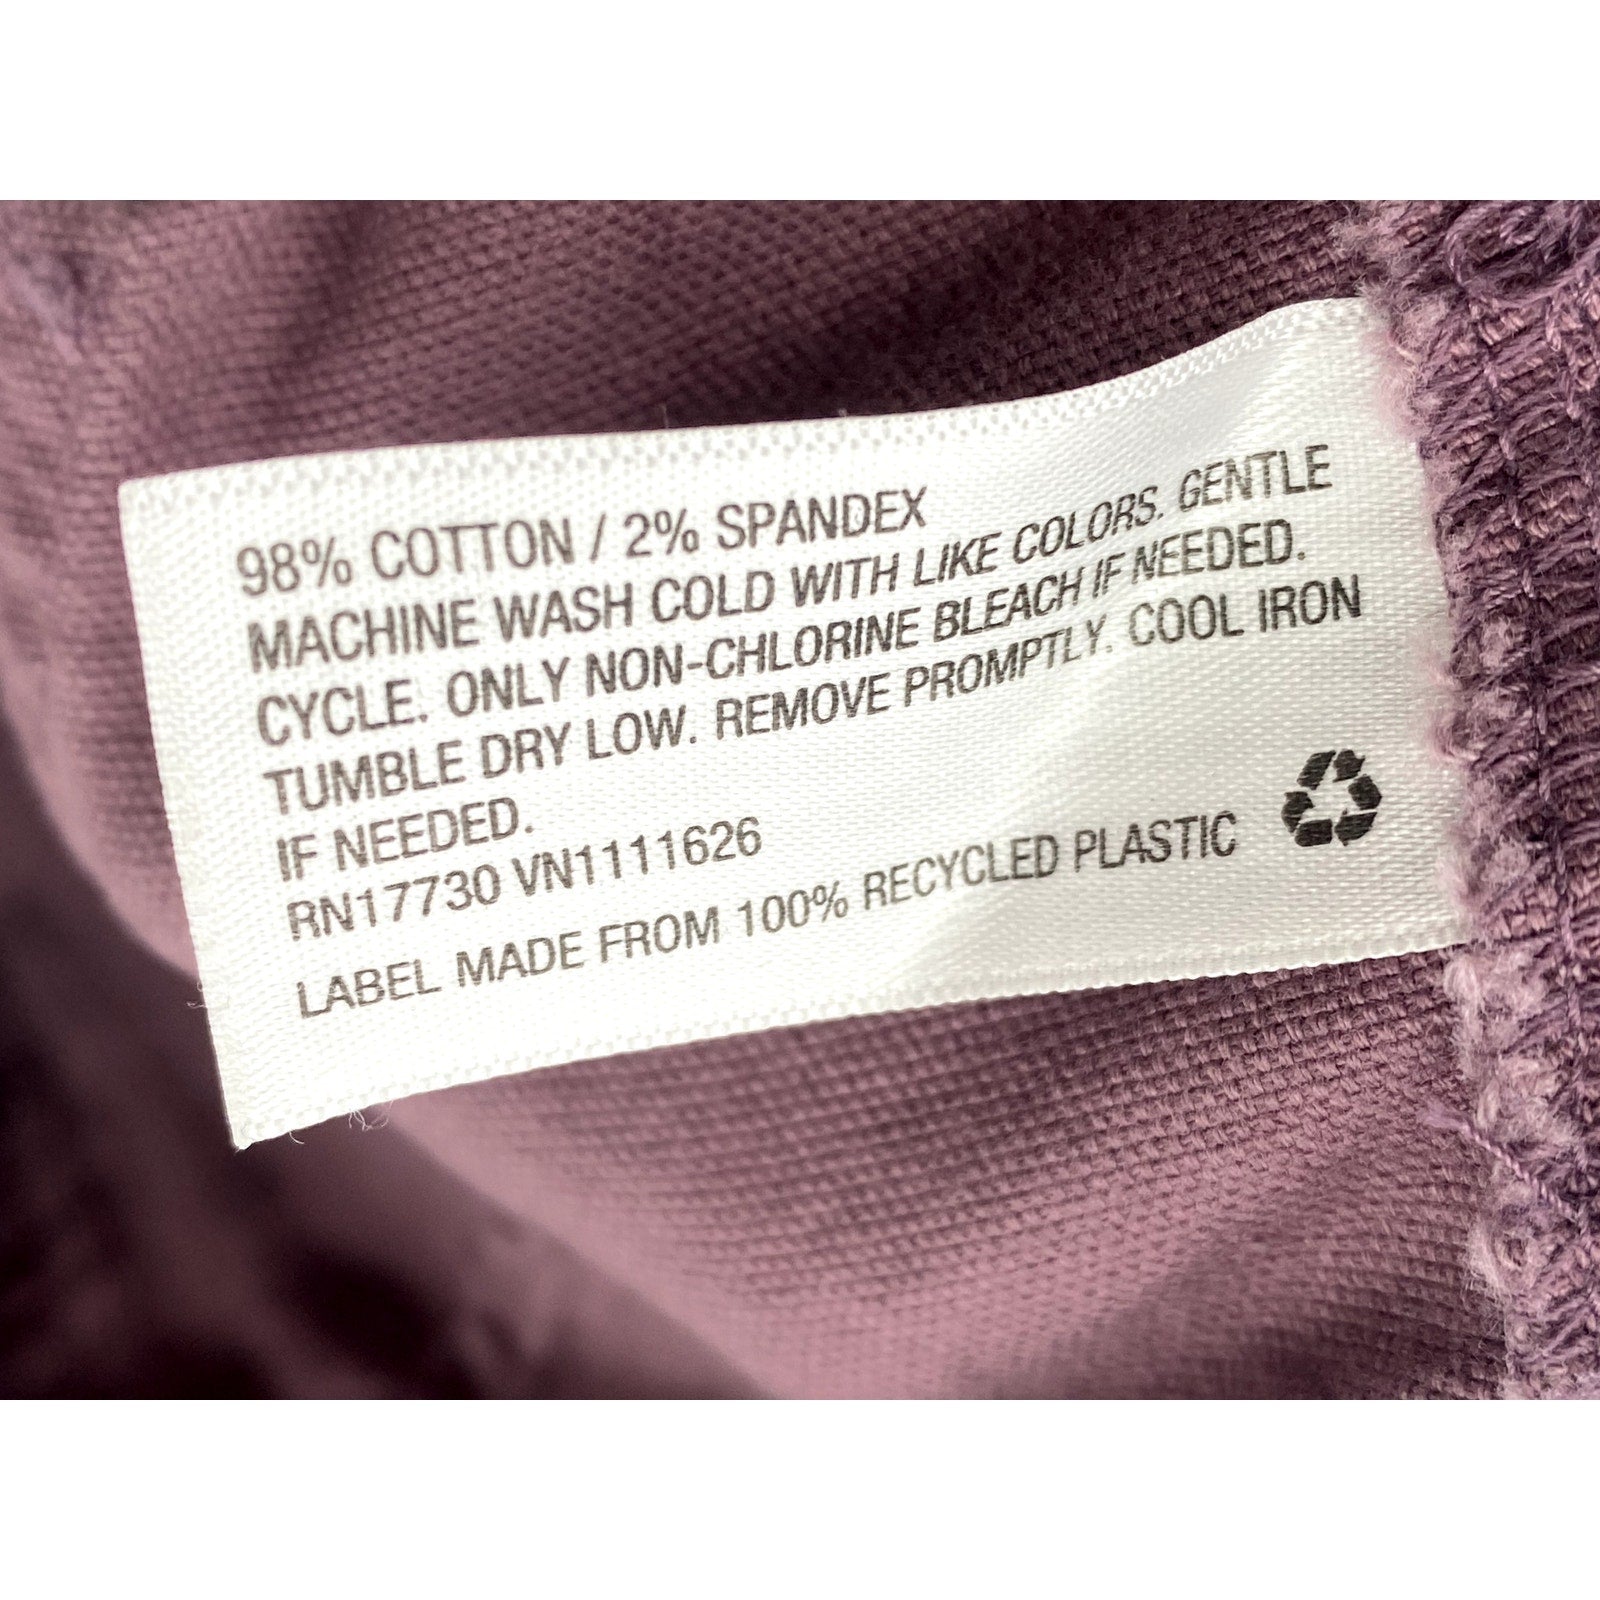 98% COTTON / 2% SPANDEX
MACHINE WASH COLD WITH LIKE COLORS. GENTLE
CYCLE. ONLY NON-CHLORINE BLEACH IF NEEDED.
TUMBLE DRY LOW. REMOVE PROMPTLY. COOL IRON
IF NEEDED.
RN17730 VN1111626
LABEL MADE FROM 100% RECYCLED PLASTIC